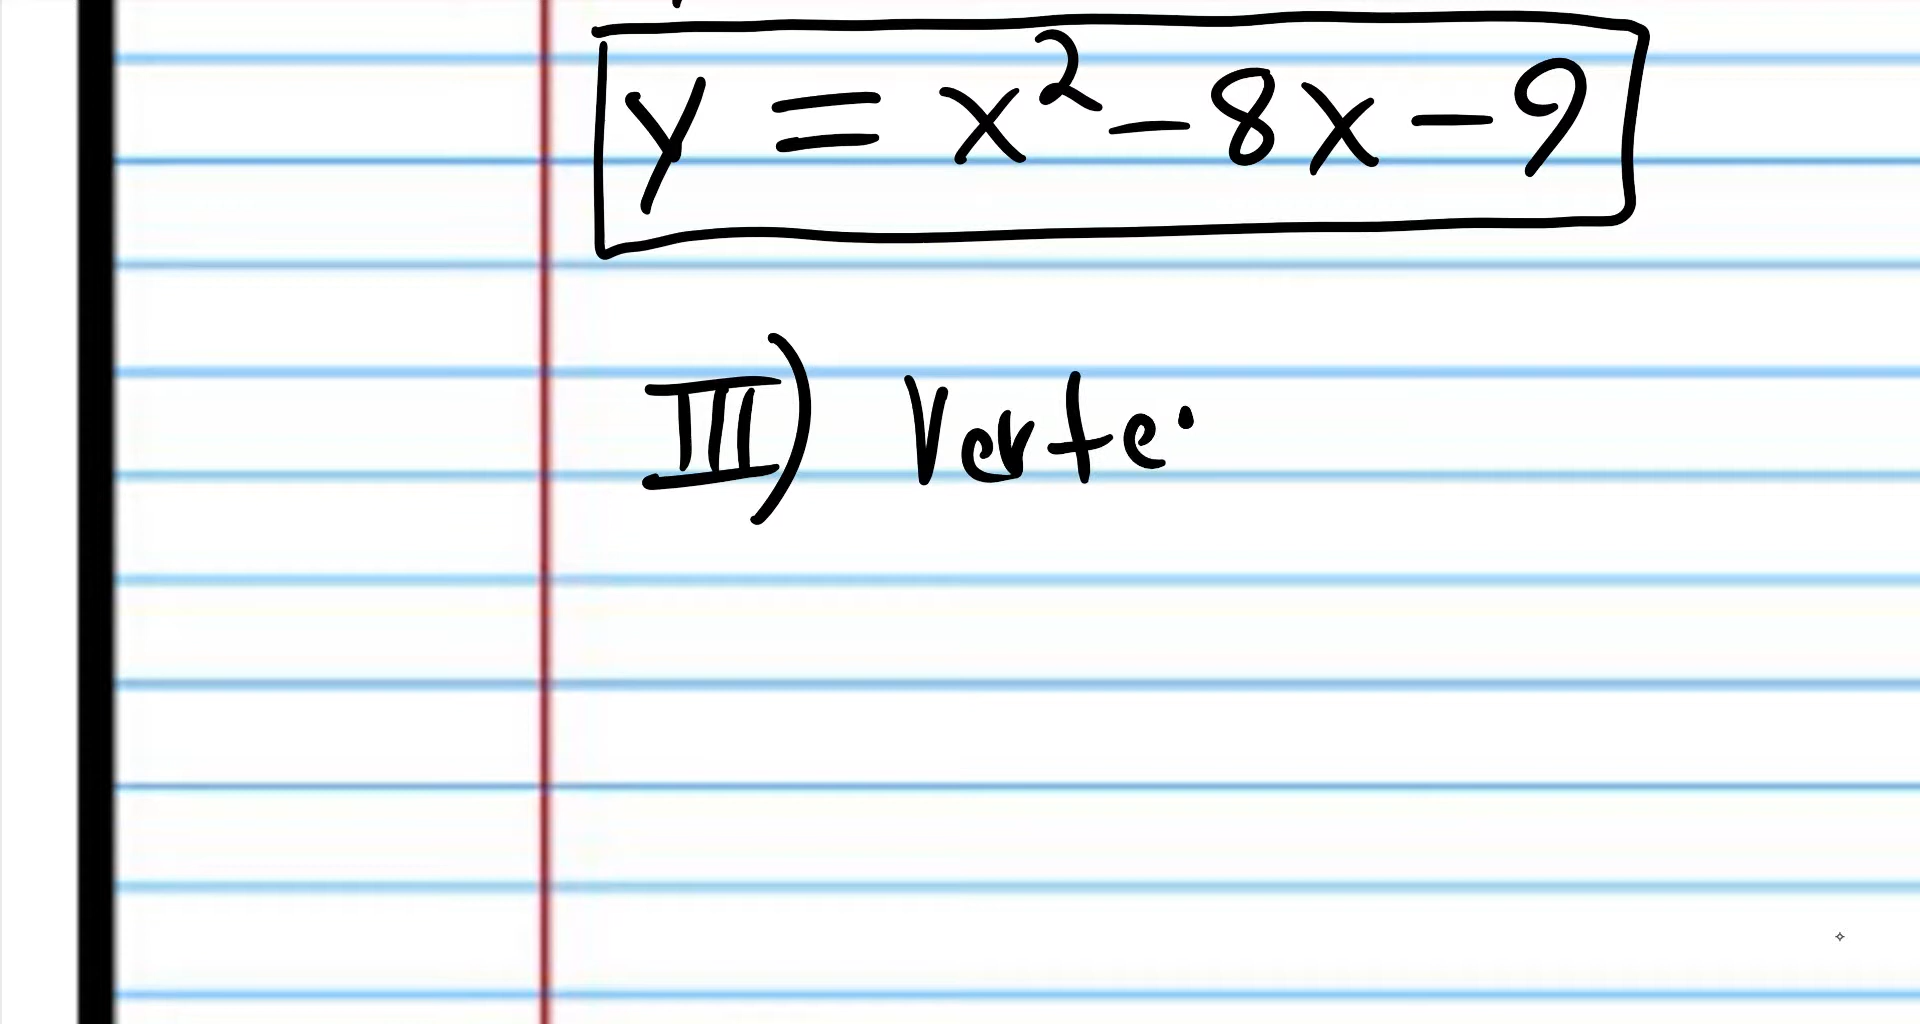 y = x² - 8x - 9
III) Verte